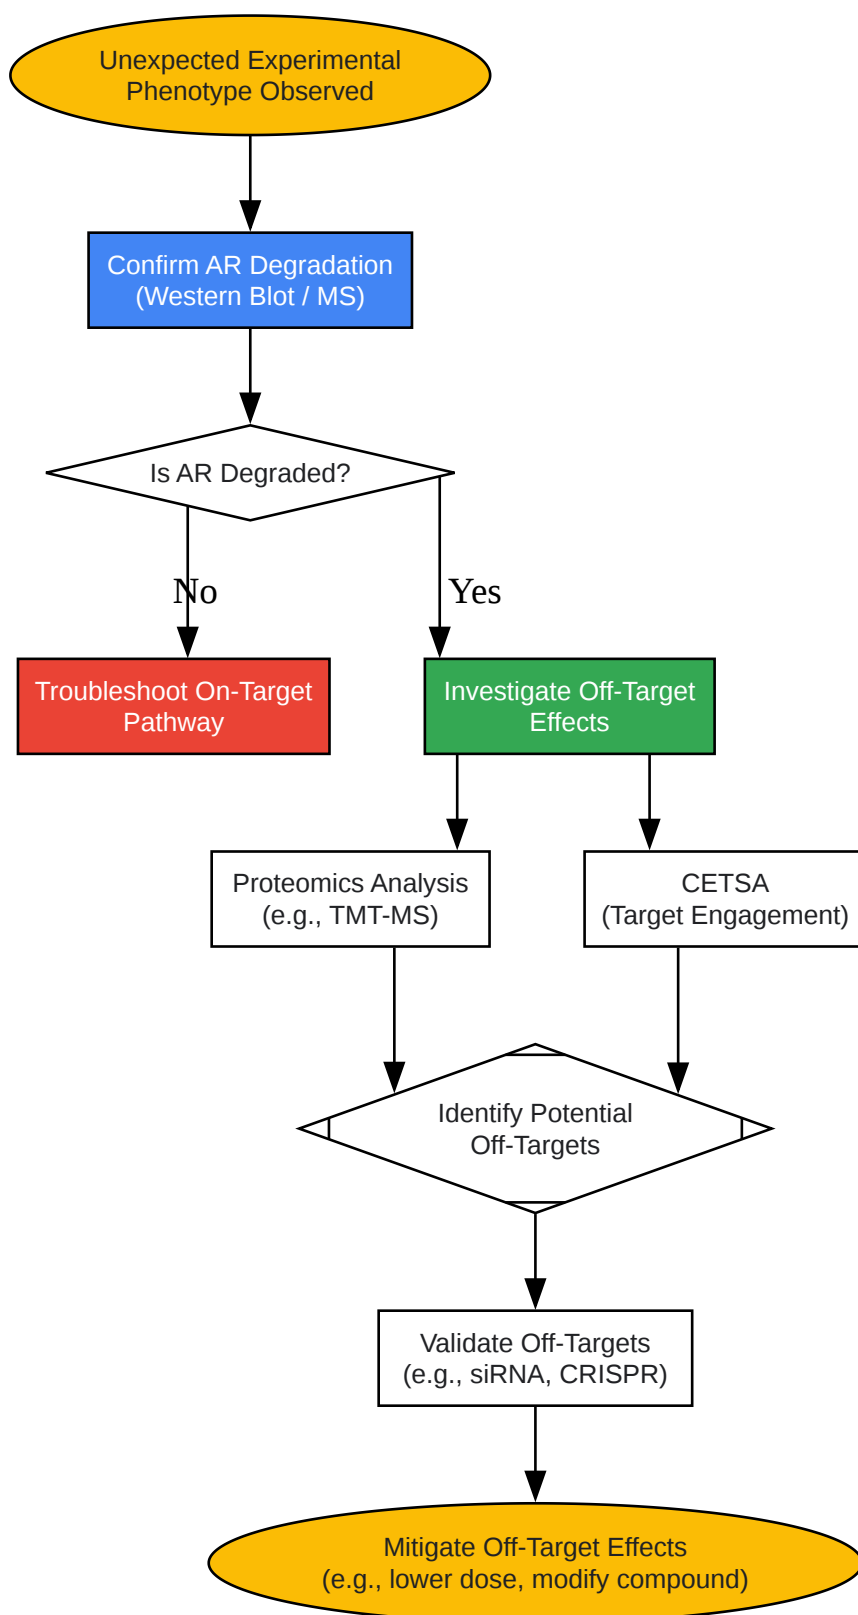 Unexpected Experimental
Phenotype Observed
Confirm AR Degradation
(Western Blot / MS)
Is AR Degraded?
No
Yes
Troubleshoot On-Target
Pathway
Investigate Off-Target
Effects
Proteomics Analysis
(e.g., TMT-MS)
CETSA
(Target Engagement)
Identify Potential
Off-Targets
Validate Off-Targets
(e.g., siRNA, CRISPR)
Mitigate Off-Target Effects
(e.g., lower dose, modify compound)